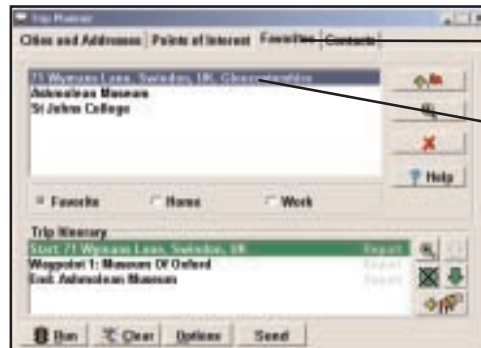 Trip Planner
Cities and Addresses Points of Interest Favorites Contacts
71 Wymans Lane, Swindon, UK, Gloucestershire
Ashmolean Museum
St Johns College
Help
Favorite Home Work
Trip Itinerary
Start: 71 Wymans Lane, Swindon, UK Report
Waypoint 1: Museum Of Oxford Report
End: Ashmolean Museum Report
Run Clear Options Send